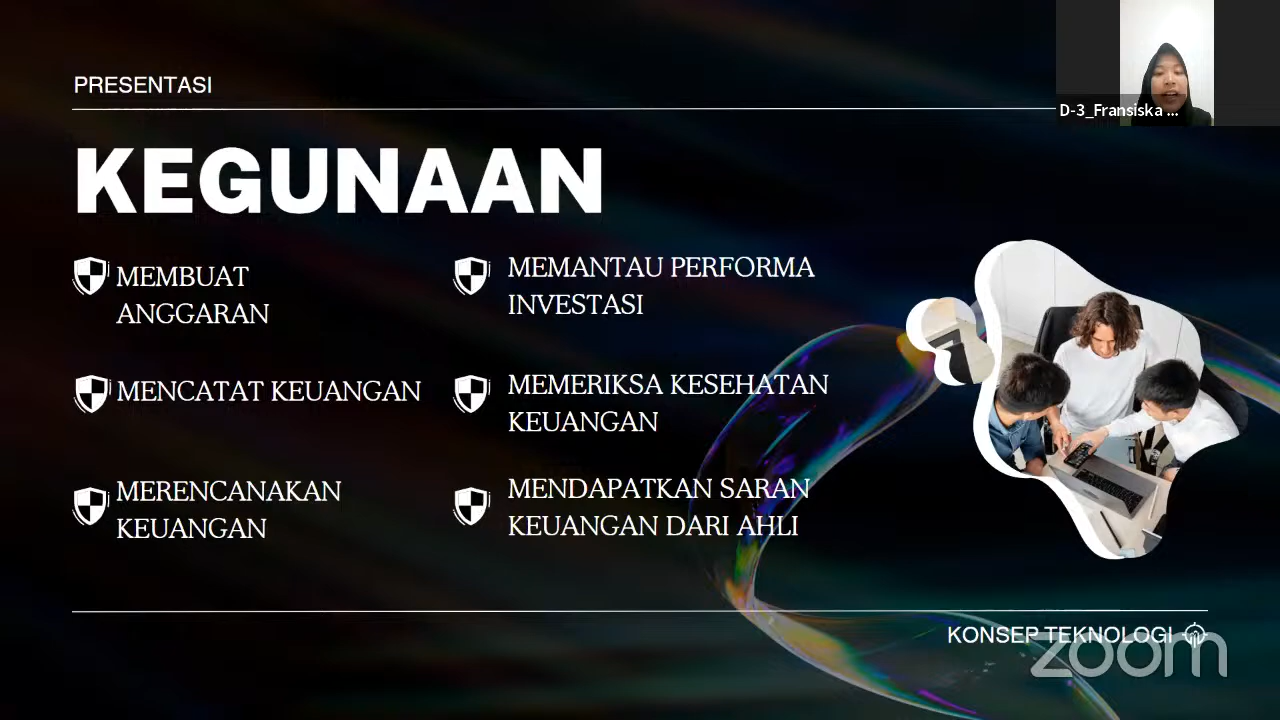 PRESENTASI
D-3_Fransiska ...
KEGUNAAN
MEMBUAT
ANGGARAN
MENCATAT KEUANGAN
MERENCANAKAN
KEUANGAN
MEMANTAU PERFORMA
INVESTASI
MEMERIKSA KESEHATAN
KEUANGAN
MENDAPATKAN SARAN
KEUANGAN DARI AHLI
KONSEP TEKNOLOGI
zoom